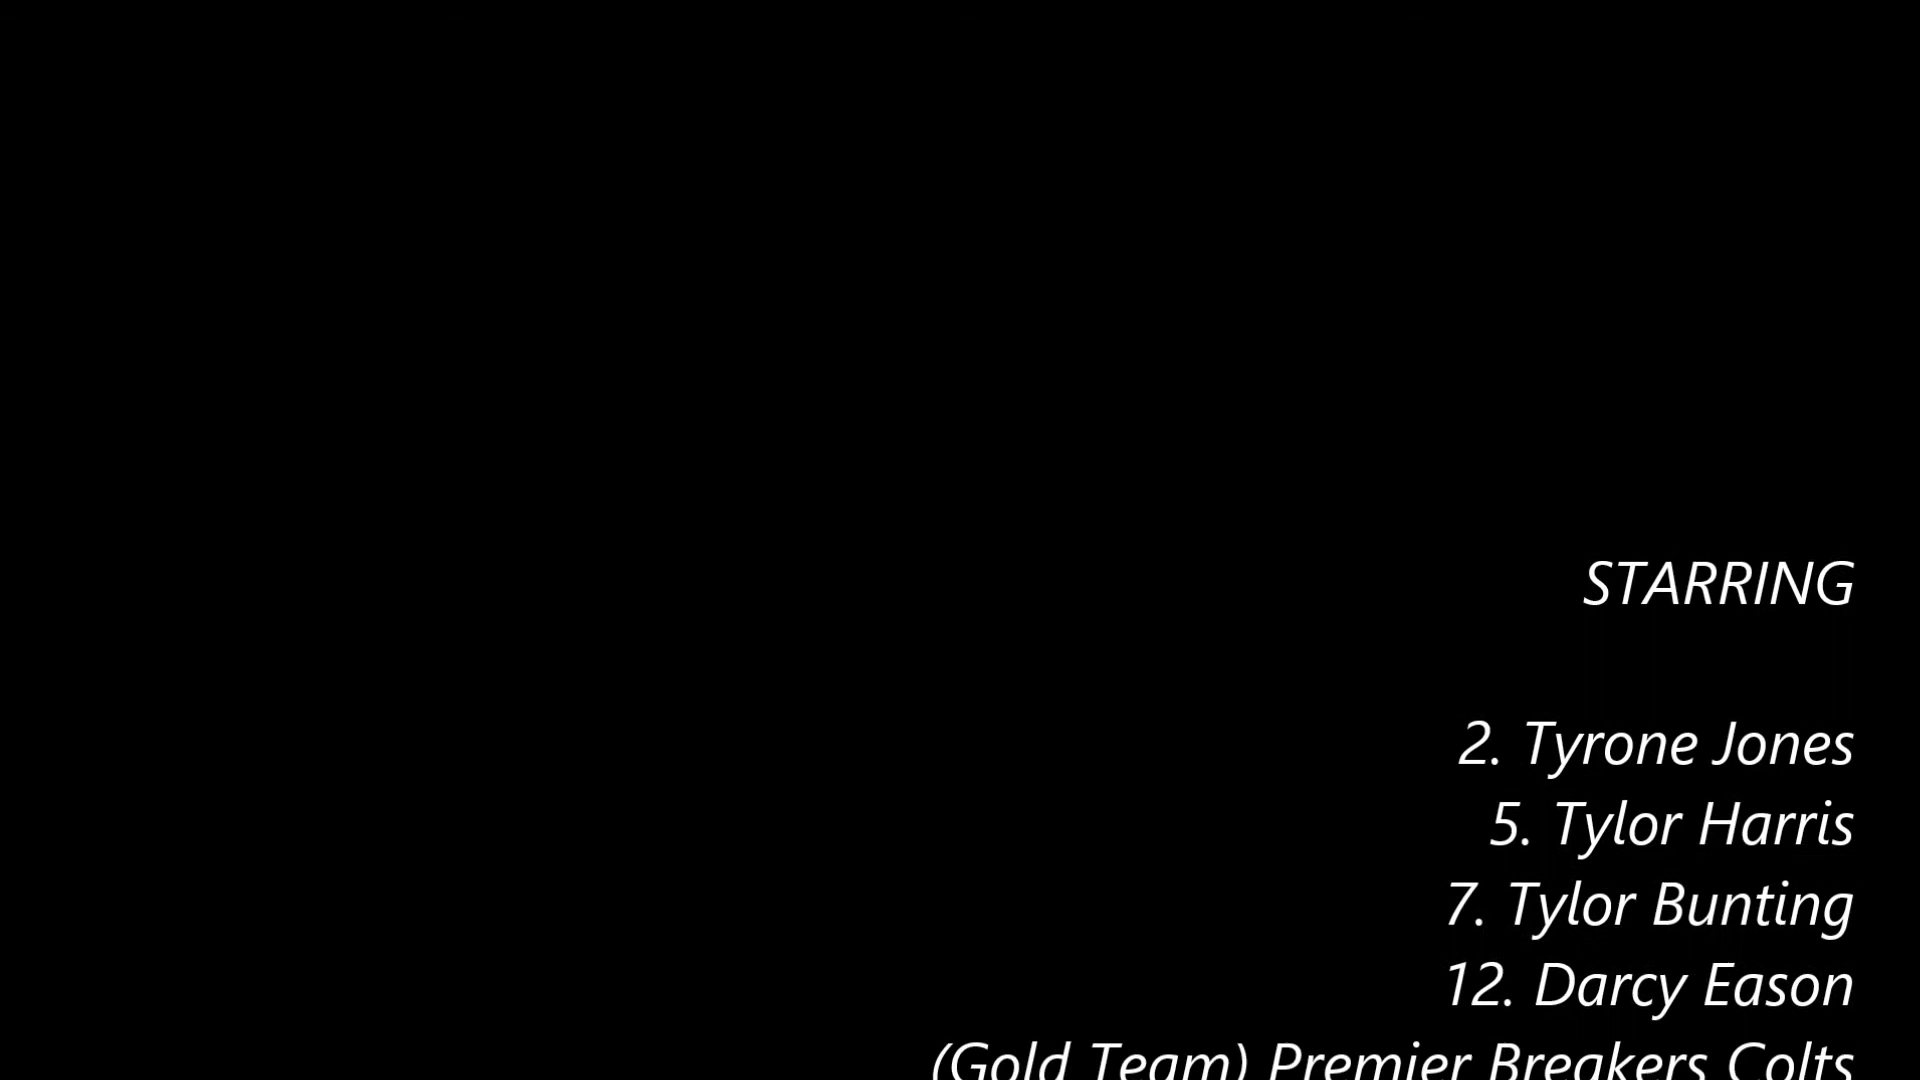 STARRING
2. Tyrone Jones
5. Tylor Harris
7. Tylor Bunting
12. Darcy Eason
(Gold Team) Premier Breakers Colts